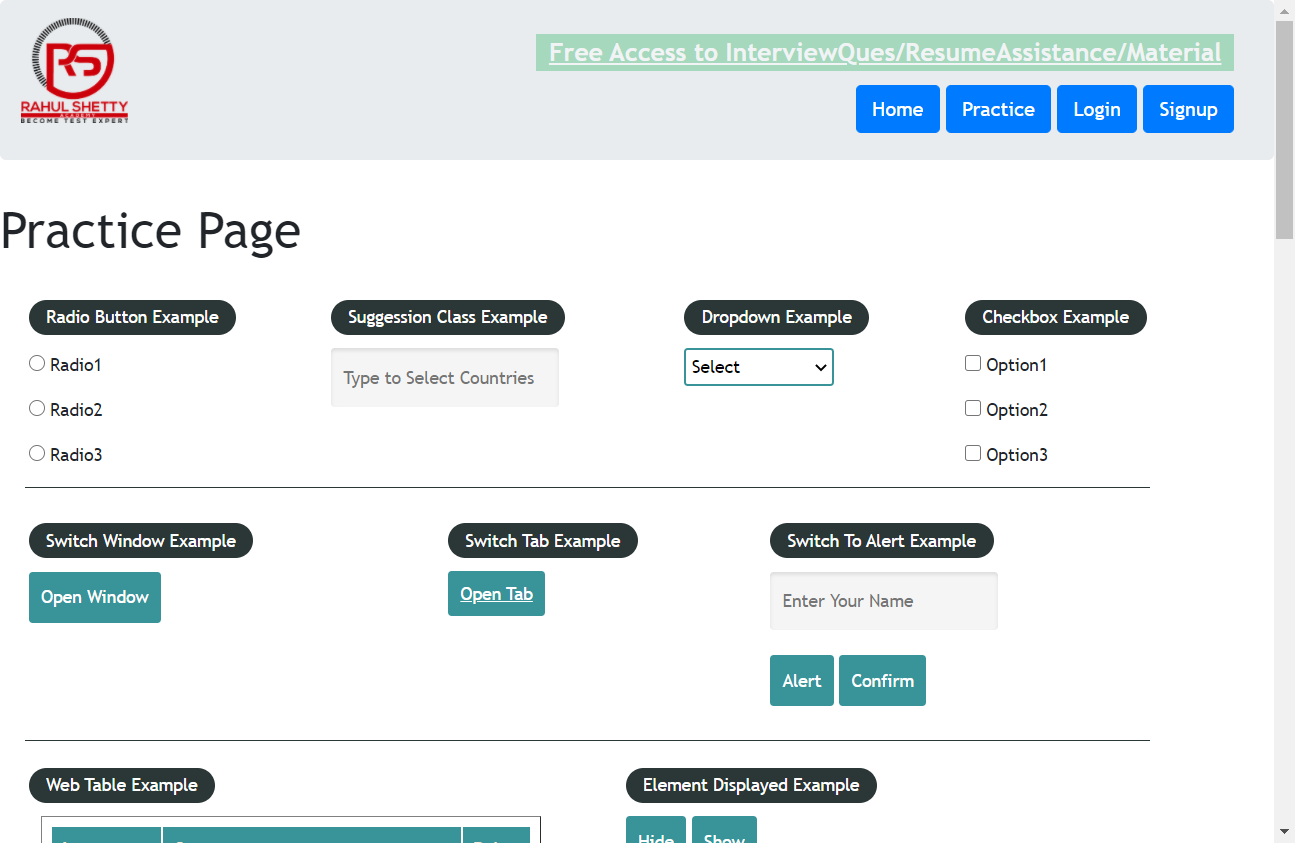 RAHUL SHETTY
ACADEMY
BECOME TEST EXPERT
Free Access to InterviewQues/ResumeAssistance/Material
Home Practice Login Signup
Practice Page
Radio Button Example
Radio1
Radio2
Radio3
Suggession Class Example
Type to Select Countries
Dropdown Example
Select
Checkbox Example
Option1
Option2
Option3
Switch Window Example
Open Window
Switch Tab Example
Open Tab
Switch To Alert Example
Enter Your Name
Alert Confirm
Web Table Example
Element Displayed Example
Hide Show